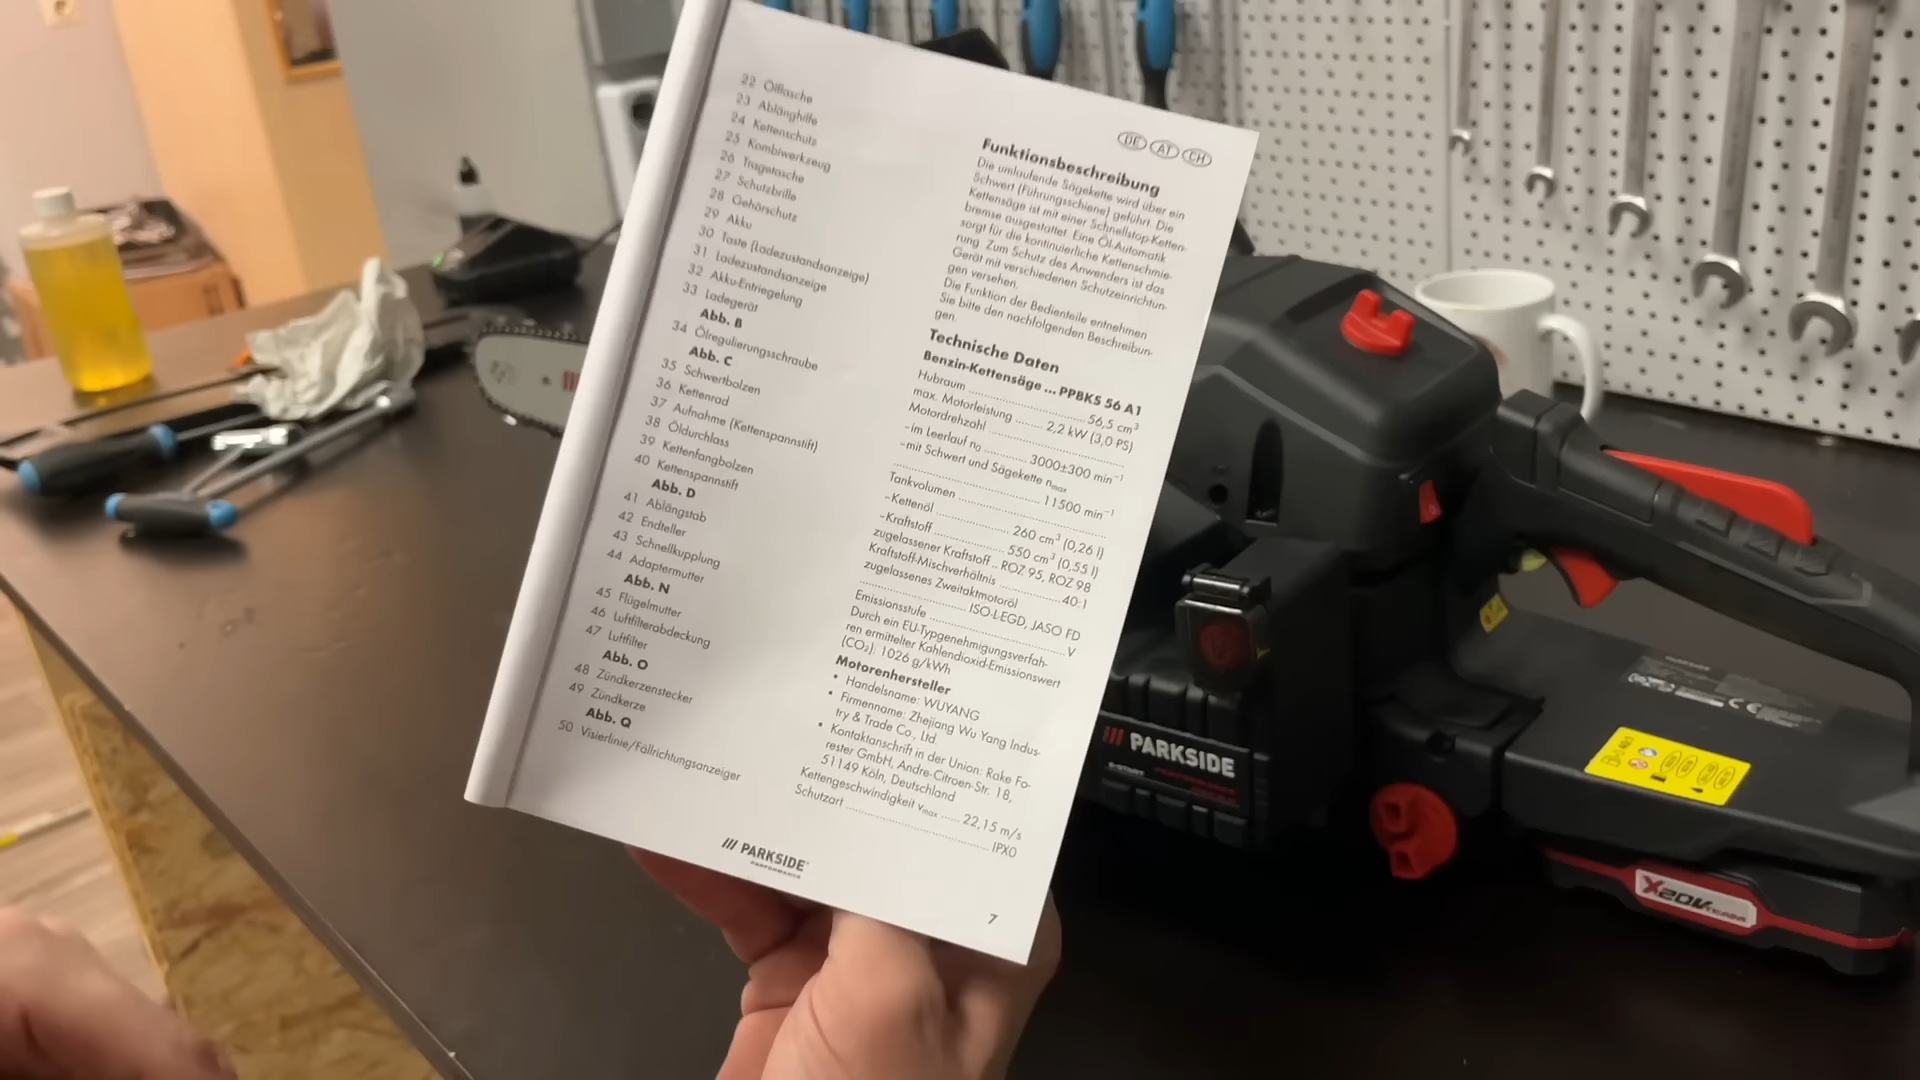 22 Ölflasche
23 Ablänghilfe
24 Kettenschutz
25 Kombiwerkzeug
26 Tragetasche
27 Schutzbrille
28 Gehörschutz
29 Akku
30 Taste (Ladezustandsanzeige)
31 Ladezustandsanzeige
32 Akku-Entriegelung
33 Ladegerät
Abb. B
34 Ölregulierungsschraube
Abb. C
35 Schwertbolzen
36 Kettenrad
37 Aufnahme (Kettenspannstift)
38 Öldurchlass
39 Kettenfangbolzen
40 Kettenspannstift
Abb. D
41 Ablängstab
42 Endteller
43 Schnellkupplung
44 Adaptermutter
Abb. N
45 Flügelmutter
46 Luftfilterabdeckung
47 Luftfilter
Abb. O
48 Zündkerzenstecker
49 Zündkerze
Abb. Q
50 Visierlinie/Fällrichtungsanzeiger
DE AT CH
Funktionsbeschreibung
Die umlaufende Sägekette wird über ein
Schwert (Führungsschiene) geführt. Die
Kettensäge ist mit einer Schnellstop-Ketten-
bremse ausgestattet. Eine Öl-Automatik
sorgt für die kontinuierliche Kettenschmie-
rung. Zum Schutz des Anwenders ist das
Gerät mit verschiedenen Schutzeinrichtun-
gen versehen.
Die Funktion der Bedienteile entnehmen
Sie bitte den nachfolgenden Beschreibun-
gen.
Technische Daten
Benzin-Kettensäge ... PPBKS 56 A1
Hubraum ........................ 56,5 cm³
max. Motorleistung ........ 2,2 kW (3,0 PS)
Motordrehzahl ........................
–im Leerlauf n₀ ............ 3000±300 min⁻¹
–mit Schwert und Sägekette nmax
........................ 11500 min⁻¹
Tankvolumen ........................
–Kettenöl ................ 260 cm³ (0,26 l)
–Kraftstoff ................ 550 cm³ (0,55 l)
zugelassener Kraftstoff .. ROZ 95, ROZ 98
Kraftstoff-Mischverhältnis ............ 40:1
zugelassenes Zweitaktmotoröl
........................ ISO-L-EGD, JASO FD
Emissionsstufe ........................ V
Durch ein EU-Typgenehmigungsverfah-
ren ermittelter Kohlendioxid-Emissionswert
(CO₂): 1026 g/kWh
Motorenhersteller
• Handelsname: WUYANG
• Firmenname: Zhejiang Wu Yang Indus-
try & Trade Co., Ltd.
• Kontaktanschrift in der Union: Rake Fo-
rester GmbH, Andre-Citroen-Str. 18,
51149 Köln, Deutschland
Kettengeschwindigkeit vmax ...... 22,15 m/s
Schutzart ........................ IPX0
/// PARKSIDE
PERFORMANCE
7
/// PARKSIDE
X20V TEAM